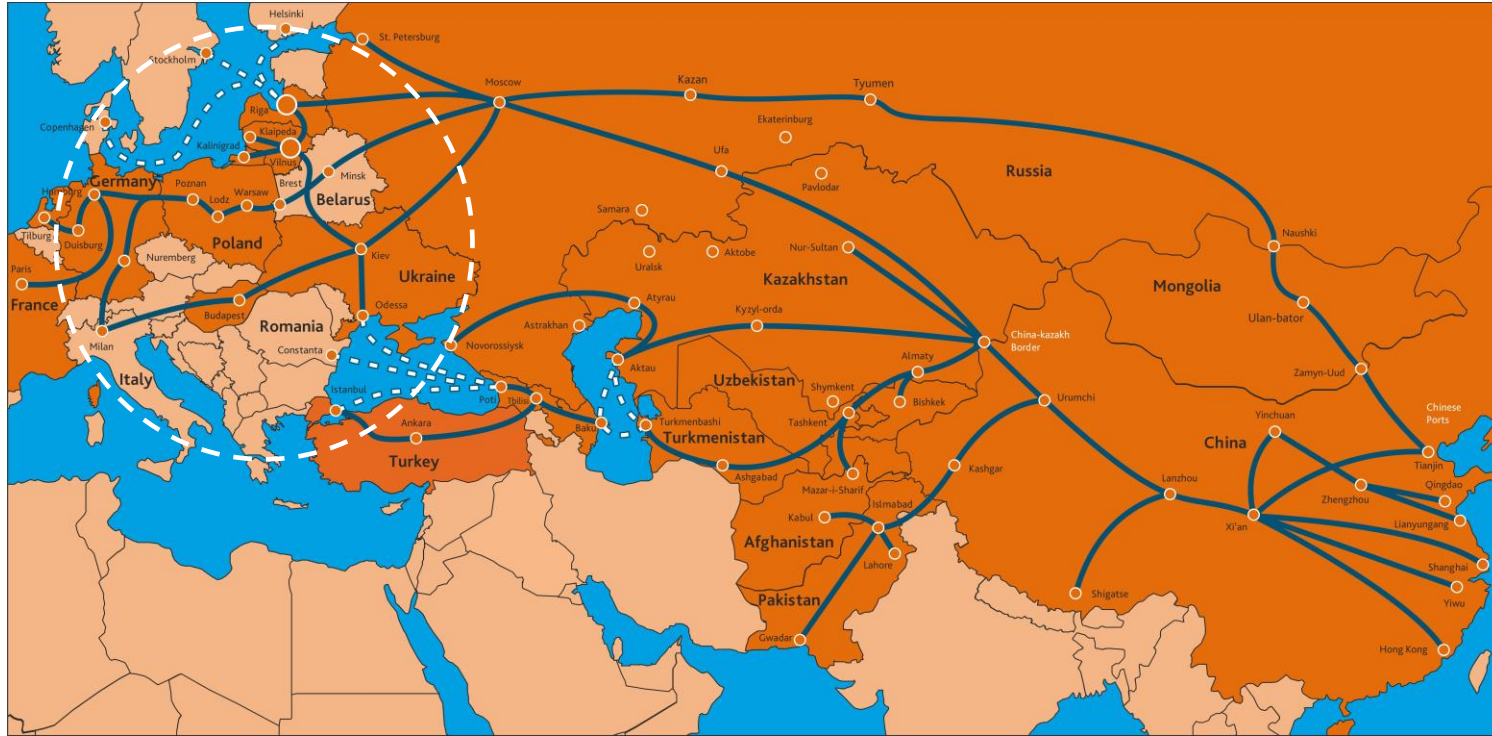 Helsinki
St. Petersburg
Stockholm
Moscow
Kazan
Tyumen
Riga
Copenhagen
Klaipeda
Ekaterinburg
Kalinigrad
Vilnus
Ufa
Minsk
Pavlodar
Russia
Germany
Poznan
Warsaw
Brest
Hamburg
Lodz
Belarus
Samara
Tilburg
Duisburg
Poland
Nur-Sultan
Naushki
Nuremberg
Kiev
Uralsk
Aktobe
Paris
Ukraine
Kazakhstan
Mongolia
France
Budapest
Odessa
Atyrau
Kyzyl-orda
Ulan-bator
Romania
Astrakhan
China-kazakh
Border
Milan
Constanta
Novorossiysk
Aktau
Almaty
Zamyn-Uud
Italy
Istanbul
Uzbekistan
Shymkent
Bishkek
Urumchi
Poti
Tbilisi
Yinchuan
Chinese
Ports
Ankara
Baku
Turkmenbashi
Tashkent
Turkmenistan
China
Turkey
Ashgabad
Kashgar
Tianjin
Mazar-i-Sharif
Lanzhou
Zhengzhou
Qingdao
Islmabad
Kabul
Xi'an
Lianyungang
Afghanistan
Lahore
Shanghai
Shigatse
Yiwu
Pakistan
Gwadar
Hong Kong